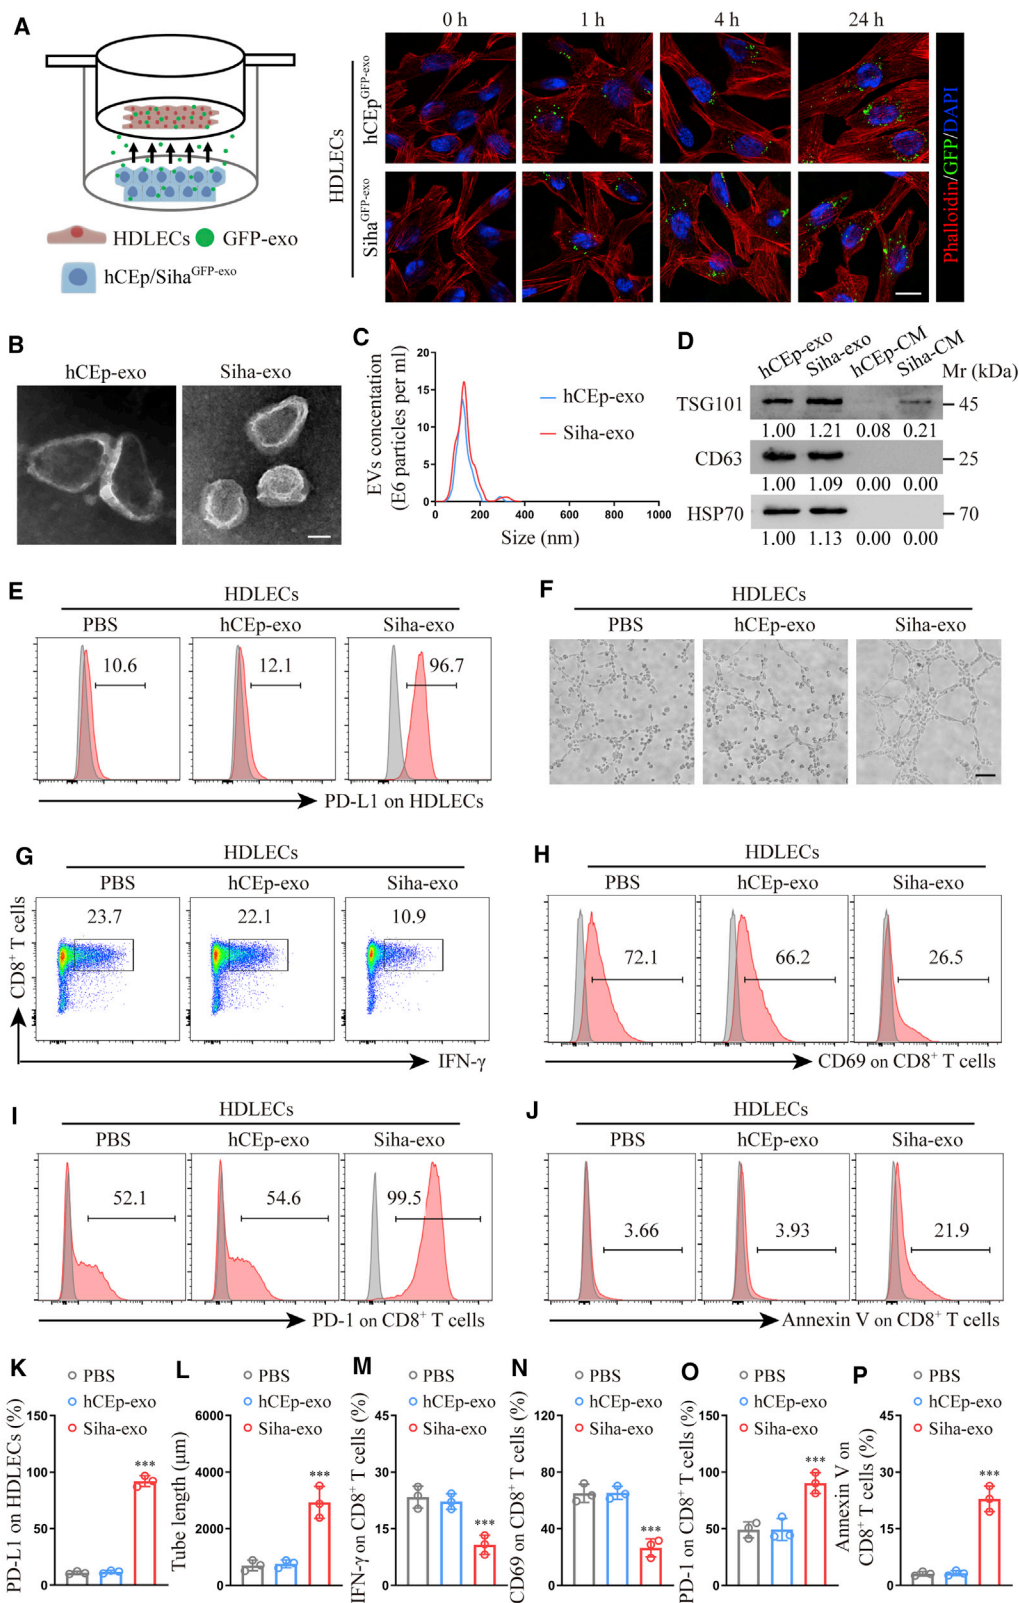 A
0 h 1 h 4 h 24 h
HDLECs
hCEp^GFP-exo
Siha^GFP-exo
Phalloidin/GFP/DAPI
HDLECs GFP-exo
hCEp/Siha^GFP-exo
B
hCEp-exo Siha-exo
C
EVs concentation
(E6 particles per ml)
20
15
10
5
0
0 200 400 600 800 1000
Size (nm)
hCEp-exo
Siha-exo
D
hCEp-exo Siha-exo hCEp-CM Siha-CM Mr (kDa)
TSG101 45
1.00 1.21 0.08 0.21
CD63 25
1.00 1.09 0.00 0.00
HSP70 70
1.00 1.13 0.00 0.00
E
HDLECs
PBS hCEp-exo Siha-exo
10.6 12.1 96.7
PD-L1 on HDLECs
F
HDLECs
PBS hCEp-exo Siha-exo
G
HDLECs
PBS hCEp-exo Siha-exo
23.7 22.1 10.9
CD8⁺ T cells
IFN-γ
H
HDLECs
PBS hCEp-exo Siha-exo
72.1 66.2 26.5
CD69 on CD8⁺ T cells
I
HDLECs
PBS hCEp-exo Siha-exo
52.1 54.6 99.5
PD-1 on CD8⁺ T cells
J
HDLECs
PBS hCEp-exo Siha-exo
3.66 3.93 21.9
Annexin V on CD8⁺ T cells
K
PBS
hCEp-exo
Siha-exo
PD-L1 on HDLECs (%)
150
100
50
0
***
L
PBS
hCEp-exo
Siha-exo
Tube length (μm)
6000
4000
2000
0
***
M
PBS
hCEp-exo
Siha-exo
IFN-γ on CD8⁺ T cells (%)
45
30
15
0
***
N
PBS
hCEp-exo
Siha-exo
CD69 on CD8⁺ T cells (%)
120
80
40
0
***
O
PBS
hCEp-exo
Siha-exo
PD-1 on CD8⁺ T cells (%)
150
100
50
0
***
P
PBS
hCEp-exo
Siha-exo
Annexin V on
CD8⁺ T cells (%)
45
30
15
0
***